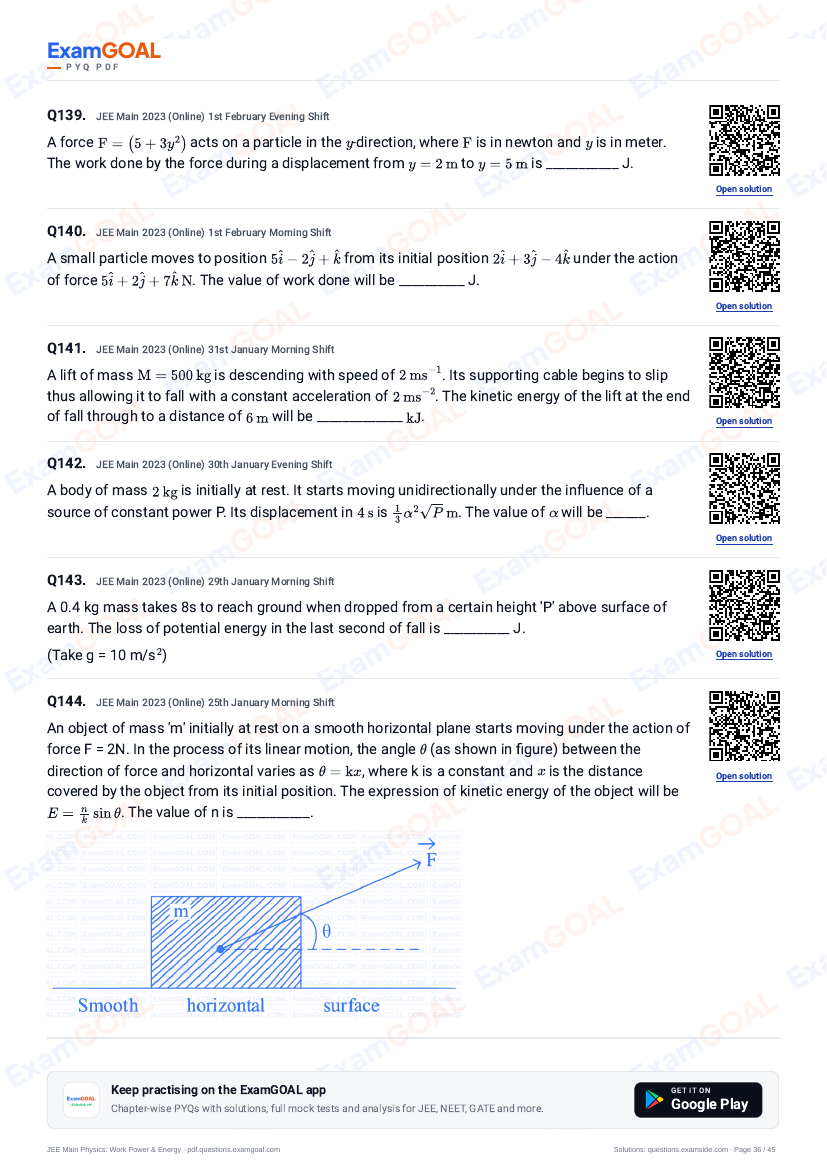 ExamGOAL
PYQ PDF
Q139. JEE Main 2023 (Online) 1st February Evening Shift
A force F = (5 + 3y²) acts on a particle in the y-direction, where F is in newton and y is in meter.
The work done by the force during a displacement from y = 2 m to y = 5 m is ___________ J.
Open solution
Q140. JEE Main 2023 (Online) 1st February Morning Shift
A small particle moves to position 5î − 2ĵ + k̂ from its initial position 2î + 3ĵ − 4k̂ under the action
of force 5î + 2ĵ + 7k̂ N. The value of work done will be __________ J.
Open solution
Q141. JEE Main 2023 (Online) 31st January Morning Shift
A lift of mass M = 500 kg is descending with speed of 2 ms⁻¹. Its supporting cable begins to slip
thus allowing it to fall with a constant acceleration of 2 ms⁻². The kinetic energy of the lift at the end
of fall through to a distance of 6 m will be _____________ kJ.
Open solution
Q142. JEE Main 2023 (Online) 30th January Evening Shift
A body of mass 2 kg is initially at rest. It starts moving unidirectionally under the influence of a
source of constant power P. Its displacement in 4 s is 1/3 α²√P m. The value of α will be ______.
Open solution
Q143. JEE Main 2023 (Online) 29th January Morning Shift
A 0.4 kg mass takes 8s to reach ground when dropped from a certain height 'P' above surface of
earth. The loss of potential energy in the last second of fall is __________ J.
(Take g = 10 m/s²)
Open solution
Q144. JEE Main 2023 (Online) 25th January Morning Shift
An object of mass 'm' initially at rest on a smooth horizontal plane starts moving under the action of
force F = 2N. In the process of its linear motion, the angle θ (as shown in figure) between the
direction of force and horizontal varies as θ = kx, where k is a constant and x is the distance
covered by the object from its initial position. The expression of kinetic energy of the object will be
E = n/k sin θ. The value of n is ___________.
Open solution
F
m
θ
Smooth horizontal surface
Keep practising on the ExamGOAL app
Chapter-wise PYQs with solutions, full mock tests and analysis for JEE, NEET, GATE and more.
GET IT ON
Google Play
JEE Main Physics: Work Power & Energy · pdf.questions.examgoal.com
Solutions: questions.examside.com · Page 36 / 45